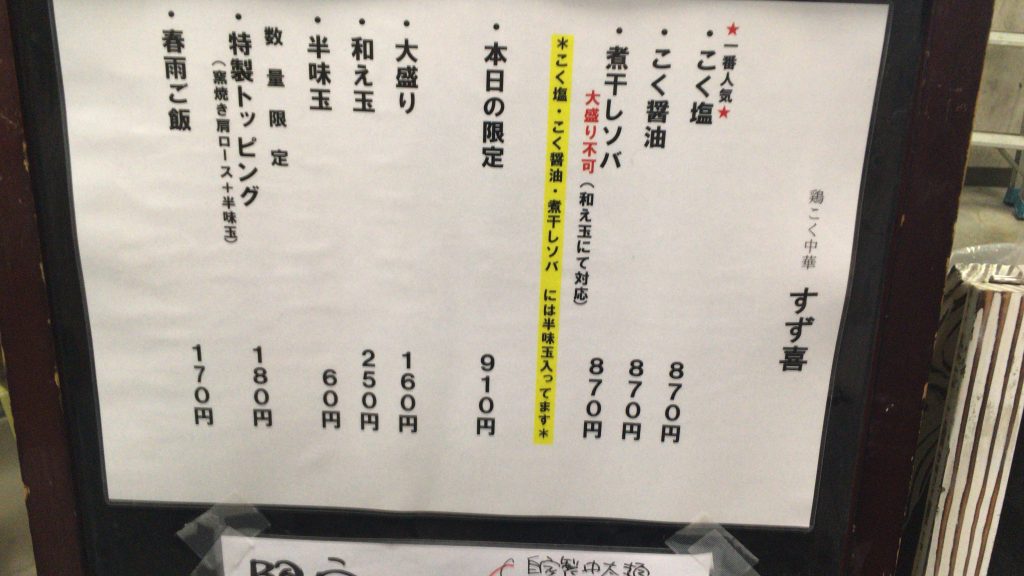 鶏こく中華 すず喜
★一番人気★
・こく塩 870円
・こく醤油 870円
・煮干しソバ 870円
大盛り不可（和え玉にて対応）
＊こく塩・こく醤油・煮干しソバ には半味玉入ってます＊
・本日の限定 910円
・大盛り 160円
・和え玉 250円
・半味玉 60円
数量限定
・特製トッピング 180円
（窯焼き肩ロース＋半味玉）
・春雨ご飯 170円